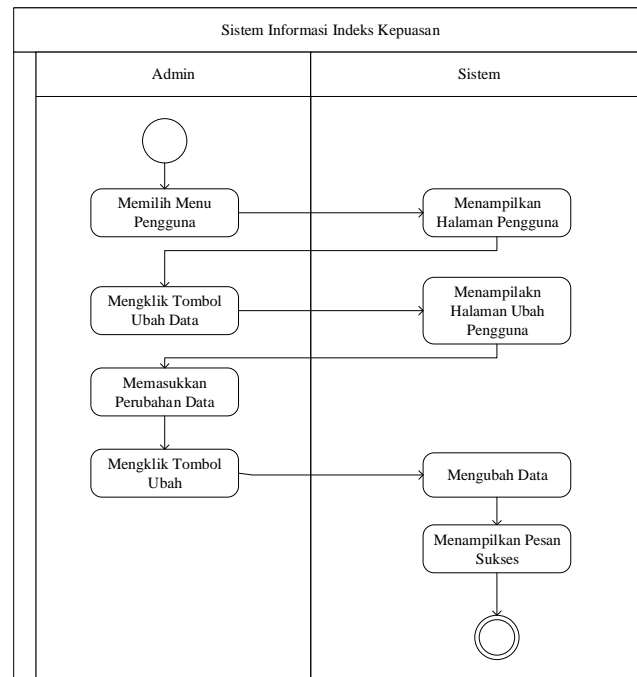 Sistem Informasi Indeks Kepuasan
Admin
Sistem
Memilih Menu
Pengguna
Menampilkan
Halaman Pengguna
Mengklik Tombol
Ubah Data
Menampilakn
Halaman Ubah
Pengguna
Memasukkan
Perubahan Data
Mengklik Tombol
Ubah
Mengubah Data
Menampilkan Pesan
Sukses